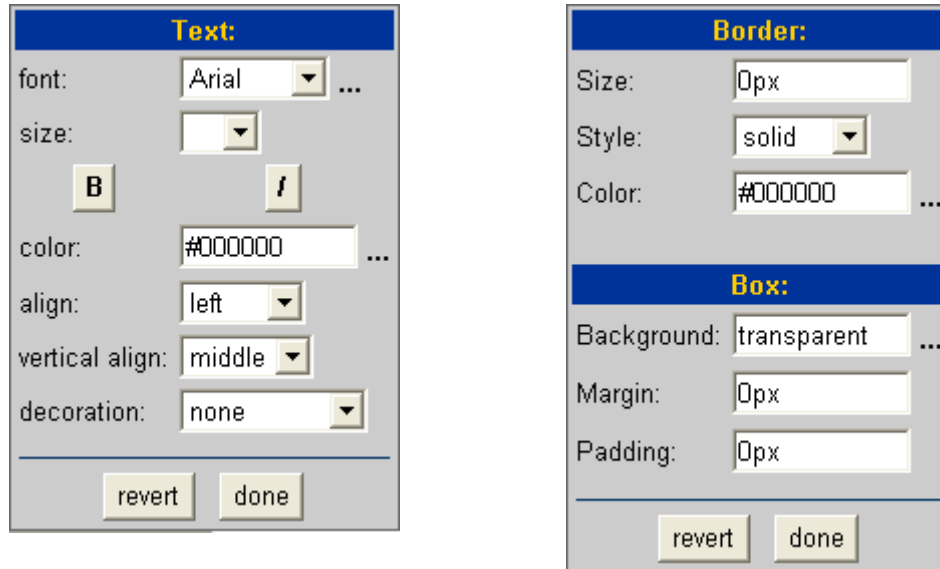 Text:
font: Arial ...
size:
B I
color: #000000 ...
align: left
vertical align: middle
decoration: none
revert done
Border:
Size: 0px
Style: solid
Color: #000000 ...
Box:
Background: transparent ...
Margin: 0px
Padding: 0px
revert done